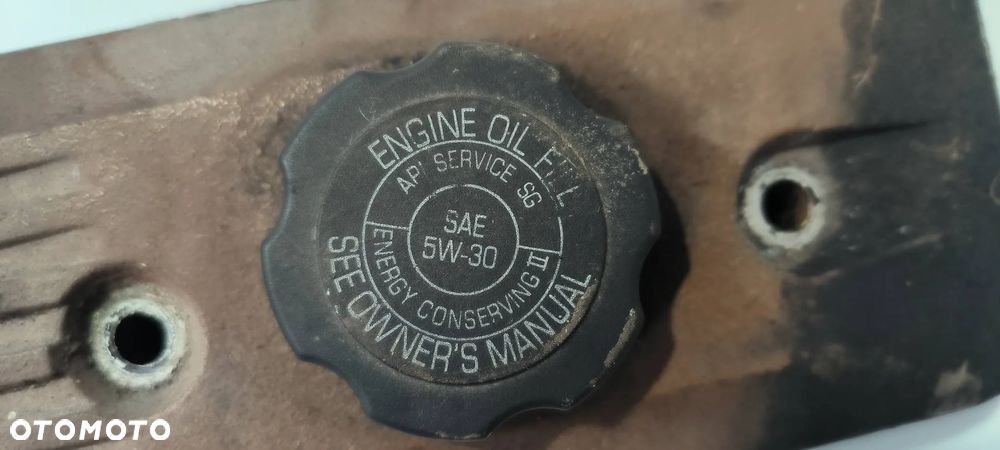 ENGINE OIL FILL
API SERVICE SG
SAE
5W-30
ENERGY CONSERVING II
SEE OWNER'S MANUAL
OTOMOTO